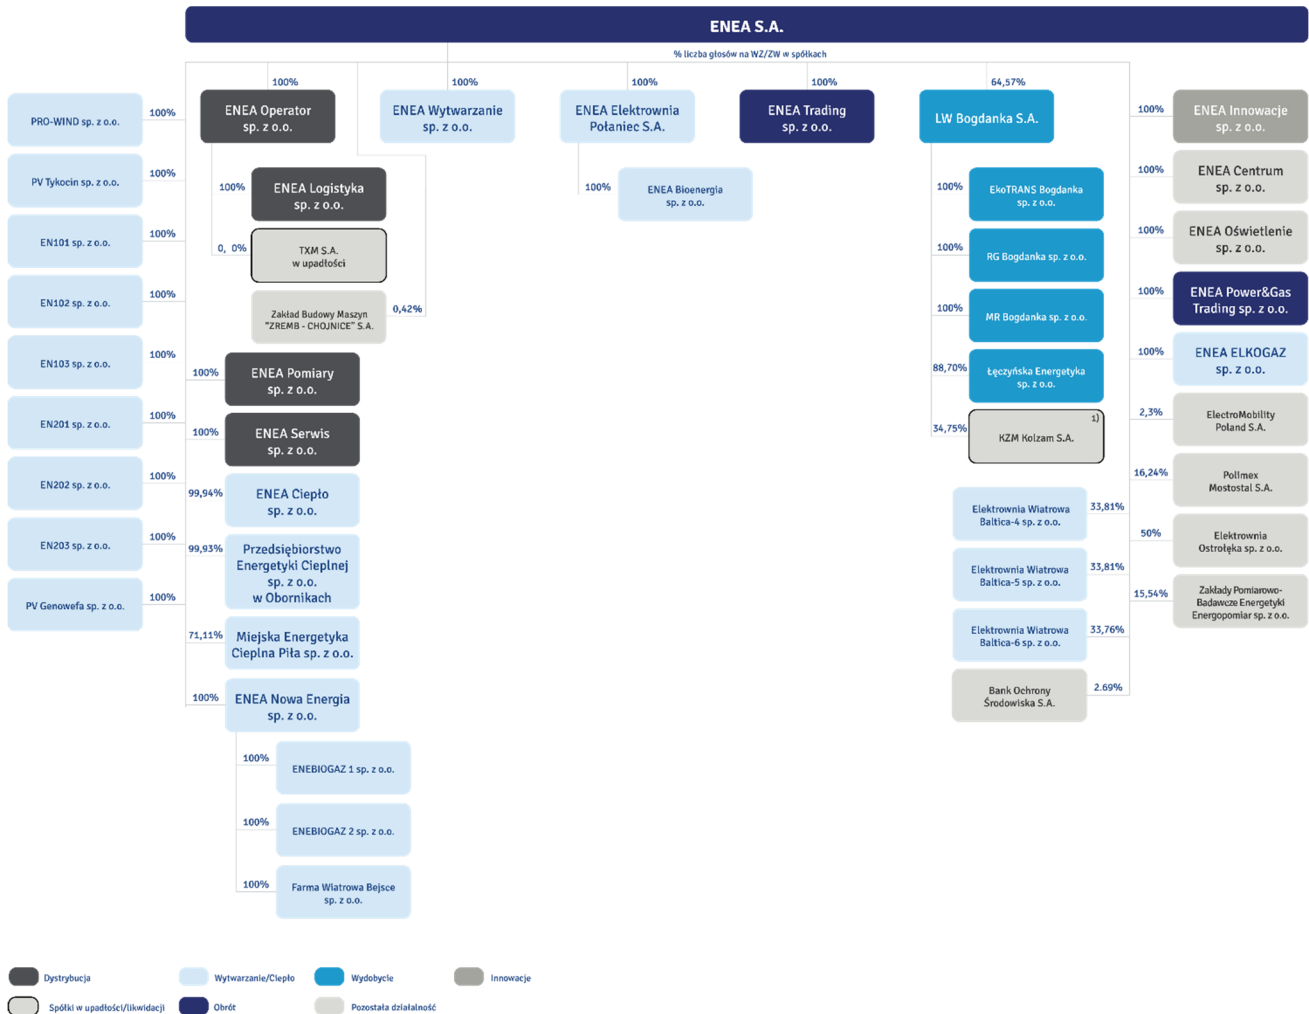 ENEA S.A.
% liczba głosów na WZ/ZW w spółkach
100%
ENEA Operator
sp. z o.o.
100%
ENEA Wytwarzanie
sp. z o.o.
100%
ENEA Elektrownia
Połaniec S.A.
100%
ENEA Trading
sp. z o.o.
64,57%
LW Bogdanka S.A.
PRO-WIND sp. z o.o.
100%
PV Tykocin sp. z o.o.
100%
EN101 sp. z o.o.
100%
EN102 sp. z o.o.
100%
EN103 sp. z o.o.
100%
EN201 sp. z o.o.
100%
EN202 sp. z o.o.
100%
EN203 sp. z o.o.
100%
PV Genowefa sp. z o.o.
100%
100%
ENEA Logistyka
sp. z o.o.
0, 0%
TXM S.A.
w upadłości
Zakład Budowy Maszyn
"ZREMB - CHOJNICE" S.A.
0,42%
100%
ENEA Pomiary
sp. z o.o.
100%
ENEA Serwis
sp. z o.o.
99,94%
ENEA Ciepło
sp. z o.o.
99,93%
Przedsiębiorstwo
Energetyki Cieplnej
sp. z o.o.
w Obornikach
71,11%
Miejska Energetyka
Cieplna Piła sp. z o.o.
100%
ENEA Nowa Energia
sp. z o.o.
100%
ENEBIOGAZ 1 sp. z o.o.
100%
ENEBIOGAZ 2 sp. z o.o.
100%
Farma Wiatrowa Bejsce
sp. z o.o.
100%
ENEA Bioenergia
sp. z o.o.
100%
EkoTRANS Bogdanka
sp. z o.o.
100%
RG Bogdanka sp. z o.o.
100%
MR Bogdanka sp. z o.o.
88,70%
Łęczyńska Energetyka
sp. z o.o.
34,75%
1)
KZM Kolzam S.A.
Elektrownia Wiatrowa
Baltica-4 sp. z o.o.
33,81%
Elektrownia Wiatrowa
Baltica-5 sp. z o.o.
33,81%
Elektrownia Wiatrowa
Baltica-6 sp. z o.o.
33,76%
Bank Ochrony
Środowiska S.A.
2.69%
100%
ENEA Innowacje
sp. z o.o.
100%
ENEA Centrum
sp. z o.o.
100%
ENEA Oświetlenie
sp. z o.o.
100%
ENEA Power&Gas
Trading sp. z o.o.
100%
ENEA ELKOGAZ
sp. z o.o.
2,3%
ElectroMobility
Poland S.A.
16,24%
Polimex
Mostostal S.A.
50%
Elektrownia
Ostrołęka sp. z o.o.
15,54%
Zakłady Pomiarowo-
Badawcze Energetyki
Energopomiar sp. z o.o.
Dystrybucja
Wytwarzanie/Ciepło
Wydobycie
Innowacje
Spółki w upadłości/likwidacji
Obrót
Pozostała działalność